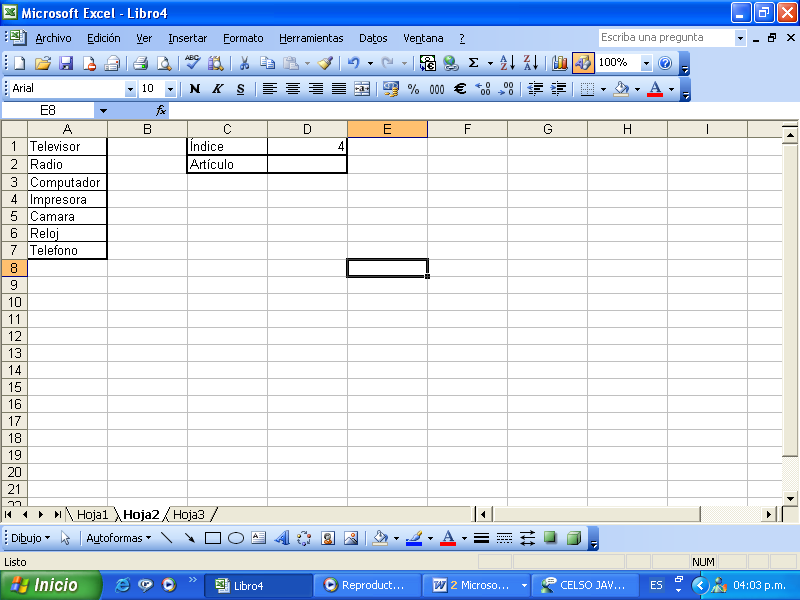 Microsoft Excel - Libro4
Archivo Edición Ver Insertar Formato Herramientas Datos Ventana ? Escriba una pregunta
100%
Arial 10 N K S % 000 €
E8 fx
A B C D E F G H I
1 Televisor Índice 4
2 Radio Artículo
3 Computador
4 Impresora
5 Camara
6 Reloj
7 Telefono
8
9
10
11
12
13
14
15
16
17
18
19
20
21
22
Hoja1 Hoja2 Hoja3
Dibujo Autoformas
Listo NUM
Inicio Libro4 Reproduct... 2 Microso... CELSO JAV... ES 04:03 p.m.